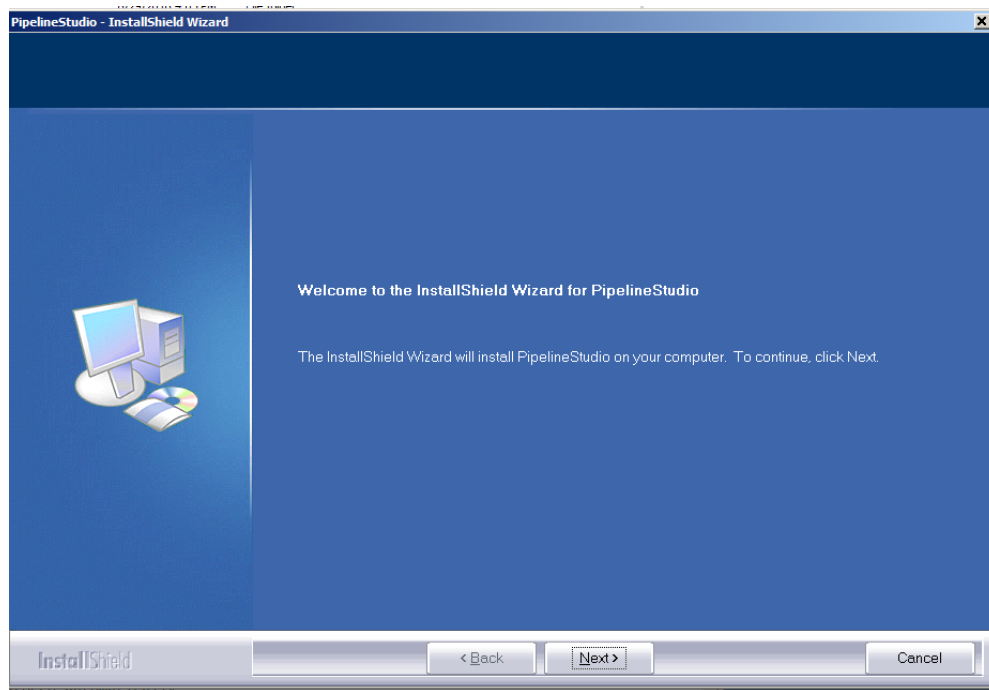 PipelineStudio - InstallShield Wizard
Welcome to the InstallShield Wizard for PipelineStudio
The InstallShield Wizard will install PipelineStudio on your computer. To continue, click Next.
InstallShield
< Back
Next >
Cancel